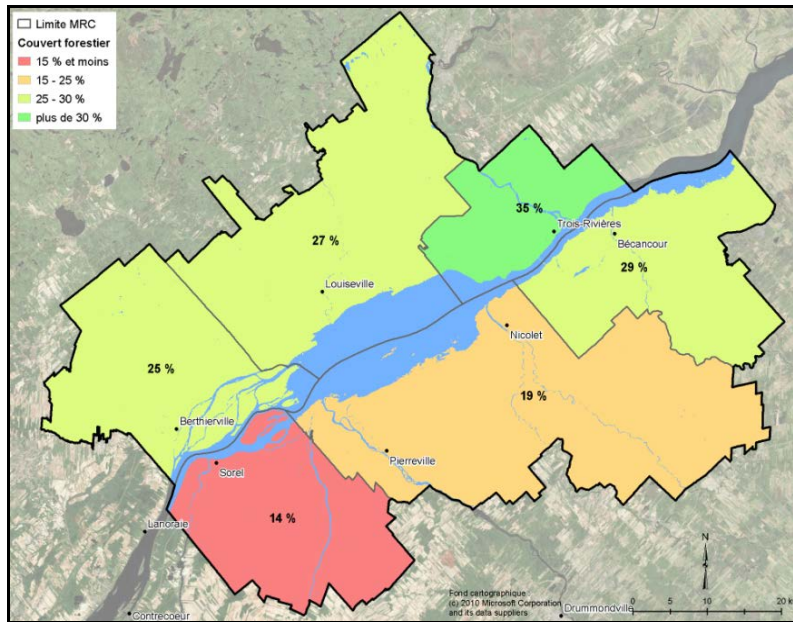 Limite MRC
Couvert forestier
15 % et moins
15 - 25 %
25 - 30 %
plus de 30 %
35 %
Trois-Rivières
27 %
Bécancour
29 %
Louiseville
Nicolet
25 %
19 %
Berthierville
Pierreville
Sorel
14 %
Lanoraie
N
Fond cartographique
(c) 2010 Microsoft Corporation
and its data suppliers
Contrecoeur
Drummondville
0 5 10 20 km